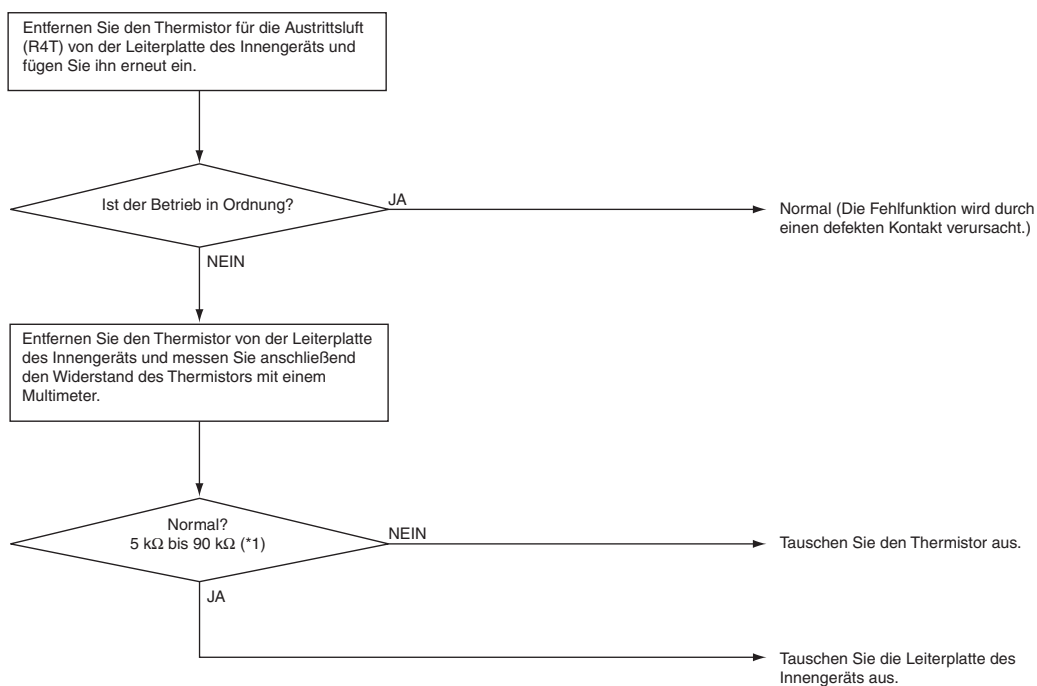 Entfernen Sie den Thermistor für die Austrittsluft
(R4T) von der Leiterplatte des Innengeräts und
fügen Sie ihn erneut ein.
Ist der Betrieb in Ordnung?
JA
Normal (Die Fehlfunktion wird durch
einen defekten Kontakt verursacht.)
NEIN
Entfernen Sie den Thermistor von der Leiterplatte
des Innengeräts und messen Sie anschließend
den Widerstand des Thermistors mit einem
Multimeter.
Normal?
5 kΩ bis 90 kΩ (*1)
NEIN
Tauschen Sie den Thermistor aus.
JA
Tauschen Sie die Leiterplatte des
Innengeräts aus.